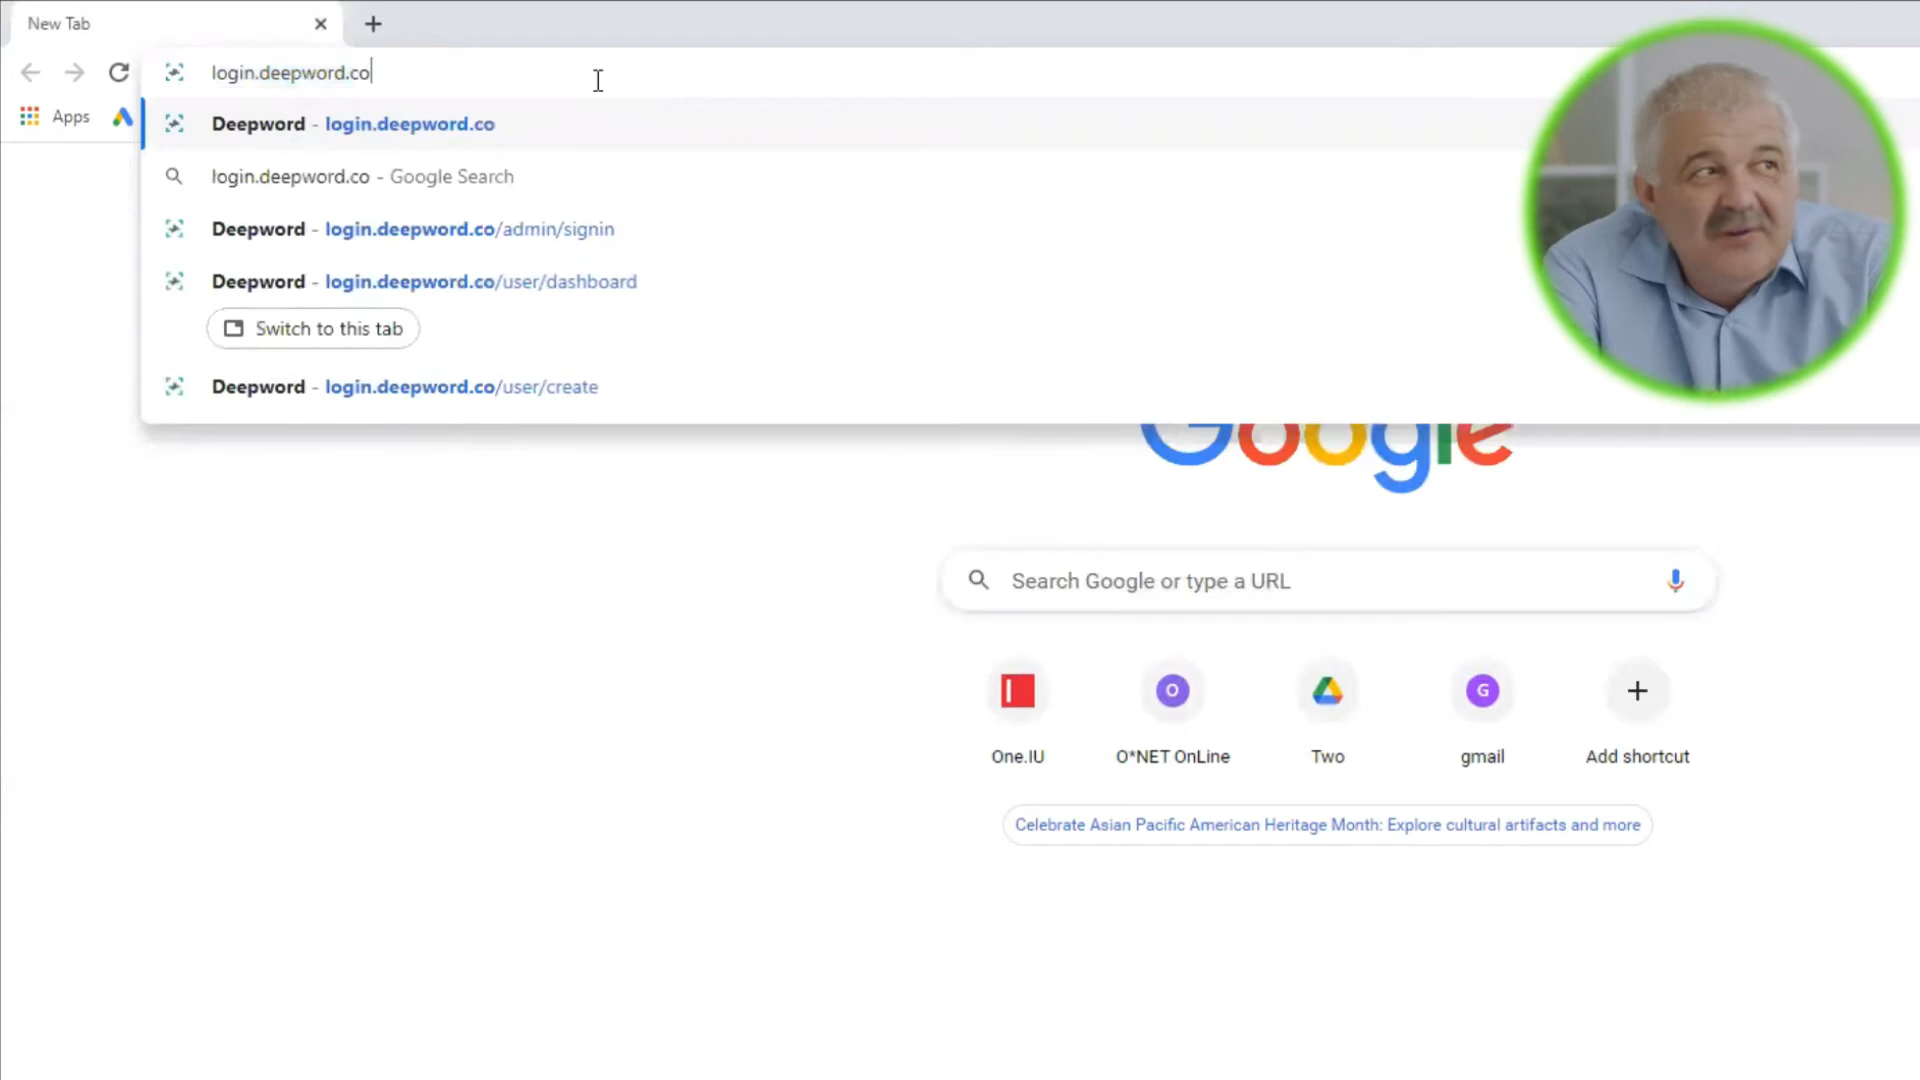 New Tab
login.deepword.co
Apps
Deepword - login.deepword.co
login.deepword.co - Google Search
Deepword - login.deepword.co/admin/signin
Deepword - login.deepword.co/user/dashboard
Switch to this tab
Deepword - login.deepword.co/user/create
Google
Search Google or type a URL
O
G
One.IU
O*NET OnLine
Two
gmail
Add shortcut
Celebrate Asian Pacific American Heritage Month: Explore cultural artifacts and more